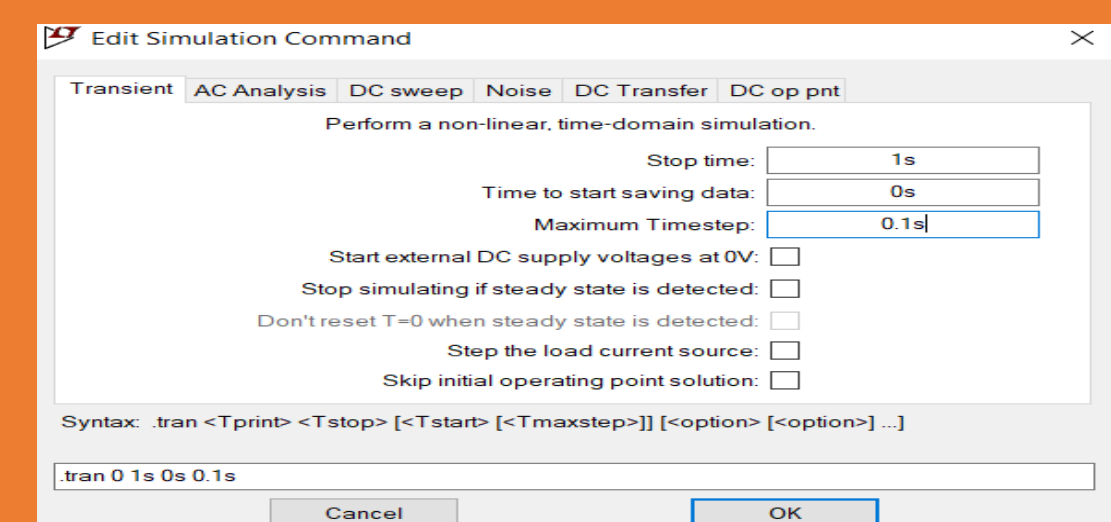 Edit Simulation Command
Transient AC Analysis DC sweep Noise DC Transfer DC op pnt
Perform a non-linear, time-domain simulation.
Stop time: 1s
Time to start saving data: 0s
Maximum Timestep: 0.1s
Start external DC supply voltages at 0V:
Stop simulating if steady state is detected:
Don't reset T=0 when steady state is detected:
Step the load current source:
Skip initial operating point solution:
Syntax: .tran <Tprint> <Tstop> [<Tstart> [<Tmaxstep>]] [<option> [<option>] ...]
.tran 0 1s 0s 0.1s
Cancel OK